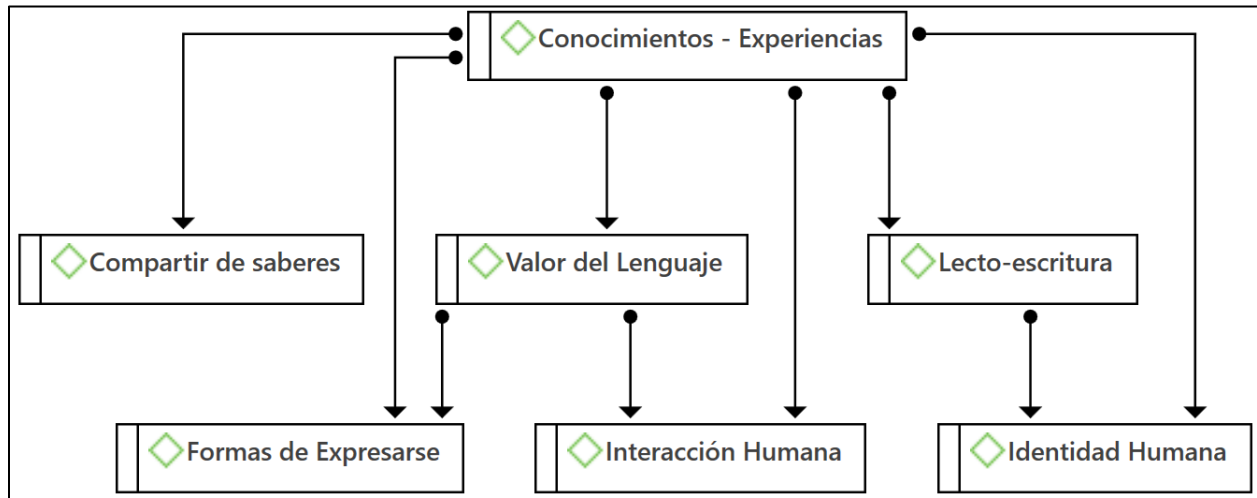 Conocimientos - Experiencias
Compartir de saberes
Valor del Lenguaje
Lecto-escritura
Formas de Expresarse
Interacción Humana
Identidad Humana